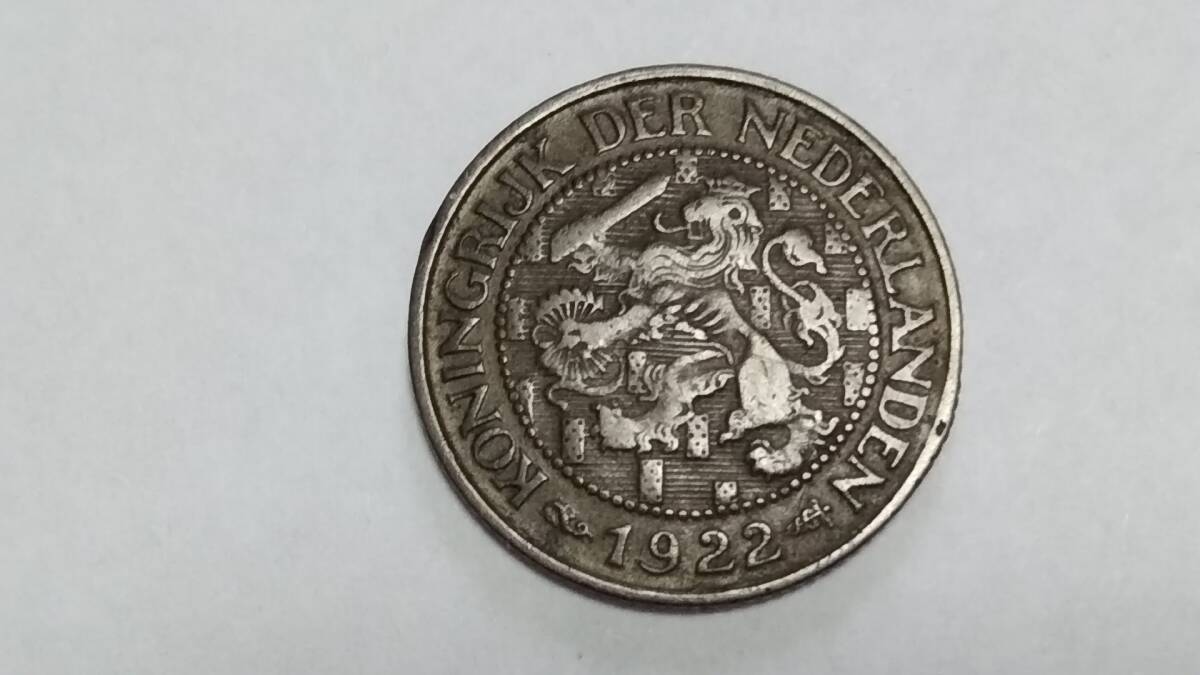 KONINGRIJK DER NEDERLANDEN
1922